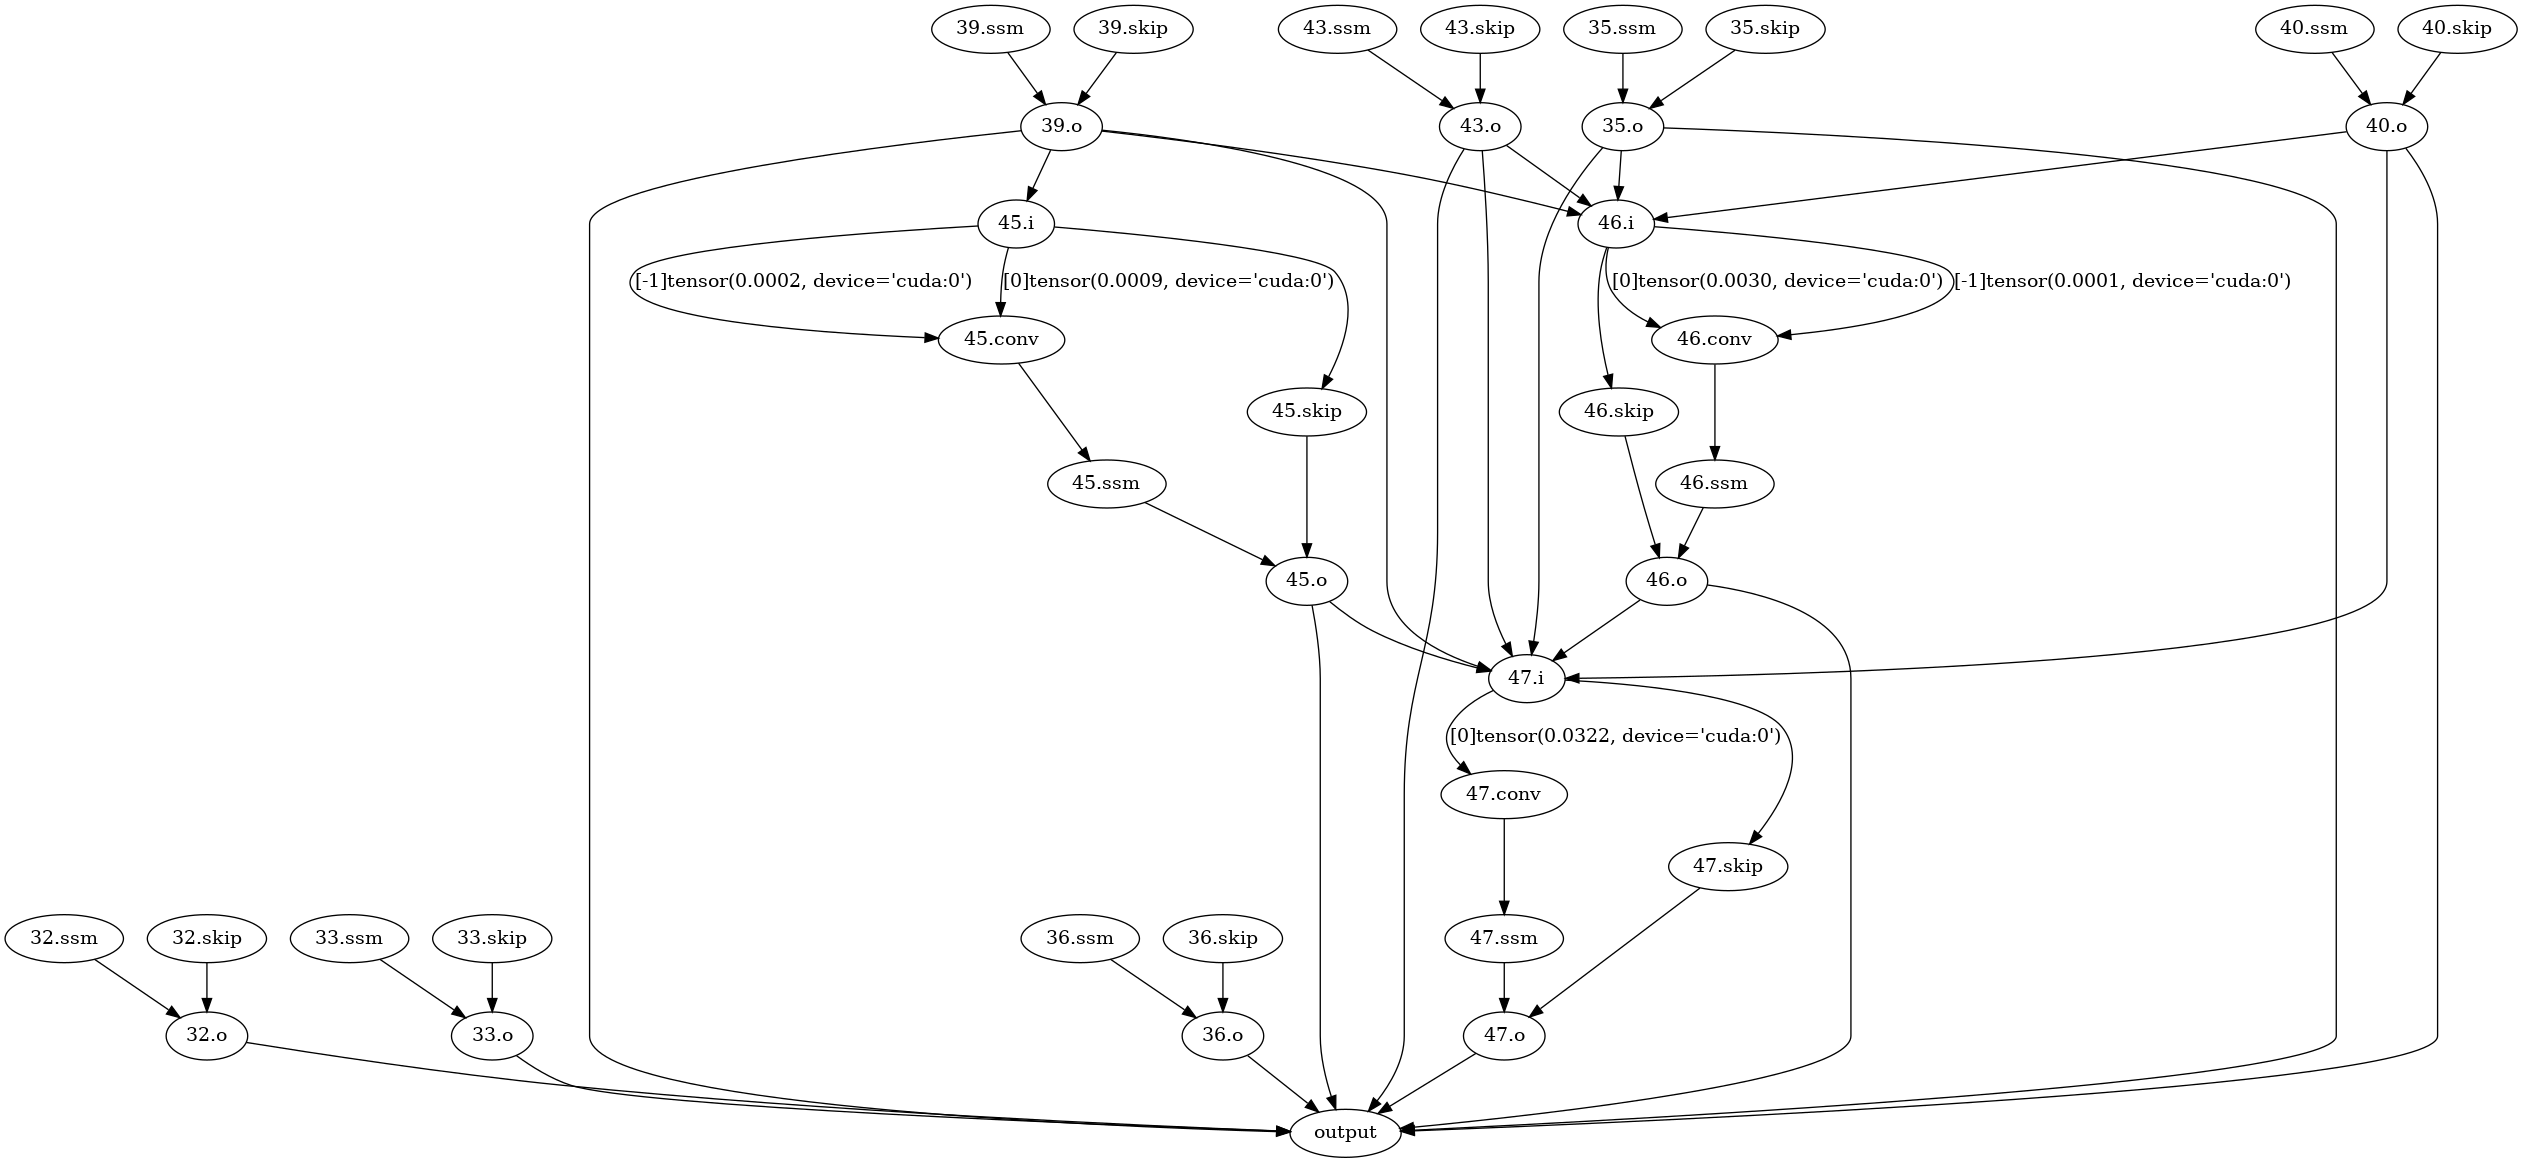 39.ssm
39.skip
43.ssm
43.skip
35.ssm
35.skip
40.ssm
40.skip
39.o
43.o
35.o
40.o
45.i
46.i
[-1]tensor(0.0002, device='cuda:0')
[0]tensor(0.0009, device='cuda:0')
[0]tensor(0.0030, device='cuda:0')
[-1]tensor(0.0001, device='cuda:0')
45.conv
46.conv
45.skip
46.skip
45.ssm
46.ssm
45.o
46.o
47.i
[0]tensor(0.0322, device='cuda:0')
47.conv
47.skip
32.ssm
32.skip
33.ssm
33.skip
36.ssm
36.skip
47.ssm
32.o
33.o
36.o
47.o
output